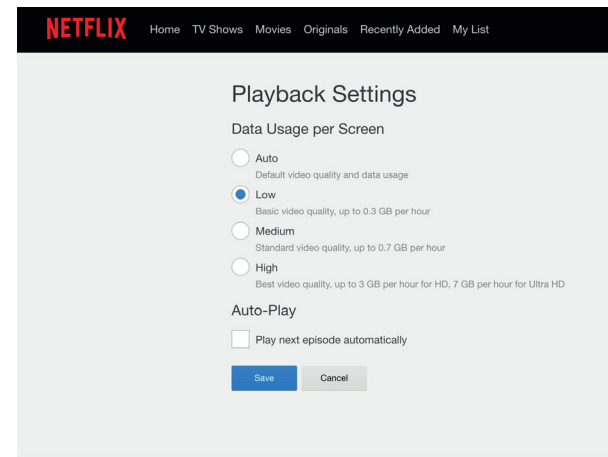 NETFLIX Home TV Shows Movies Originals Recently Added My List
Playback Settings
Data Usage per Screen
Auto
Default video quality and data usage
Low
Basic video quality, up to 0.3 GB per hour
Medium
Standard video quality, up to 0.7 GB per hour
High
Best video quality, up to 3 GB per hour for HD, 7 GB per hour for Ultra HD
Auto-Play
Play next episode automatically
Save Cancel